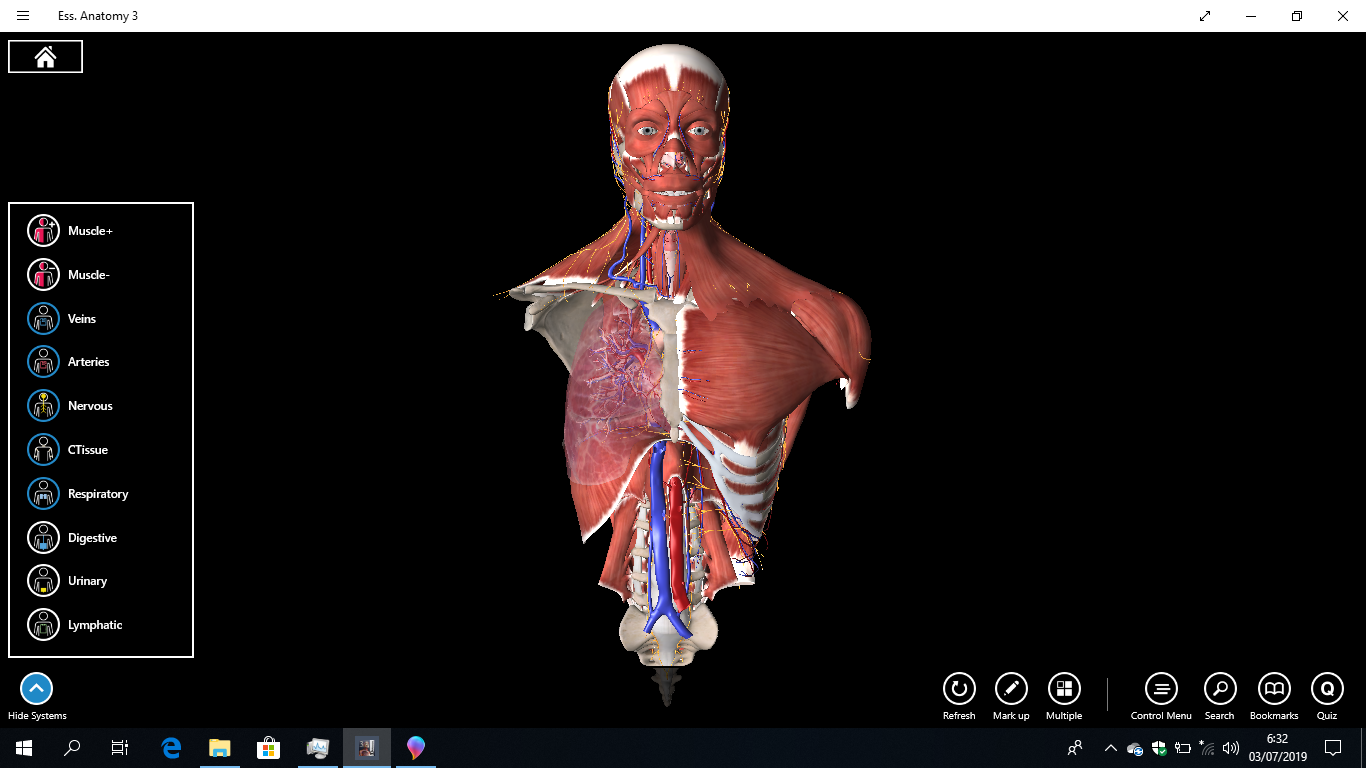 Ess. Anatomy 3
Muscle+
Muscle-
Veins
Arteries
Nervous
CTissue
Respiratory
Digestive
Urinary
Lymphatic
Hide Systems
Refresh
Mark up
Multiple
Control Menu
Search
Bookmarks
Q
Quiz
6:32
03/07/2019